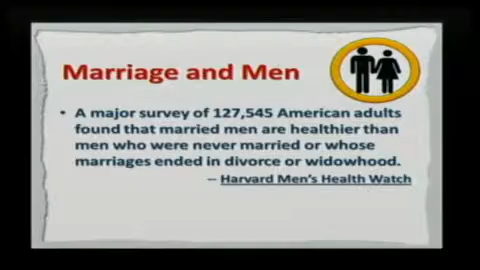 Marriage and Men
• A major survey of 127,545 American adults
found that married men are healthier than
men who were never married or whose
marriages ended in divorce or widowhood.
-- Harvard Men's Health Watch